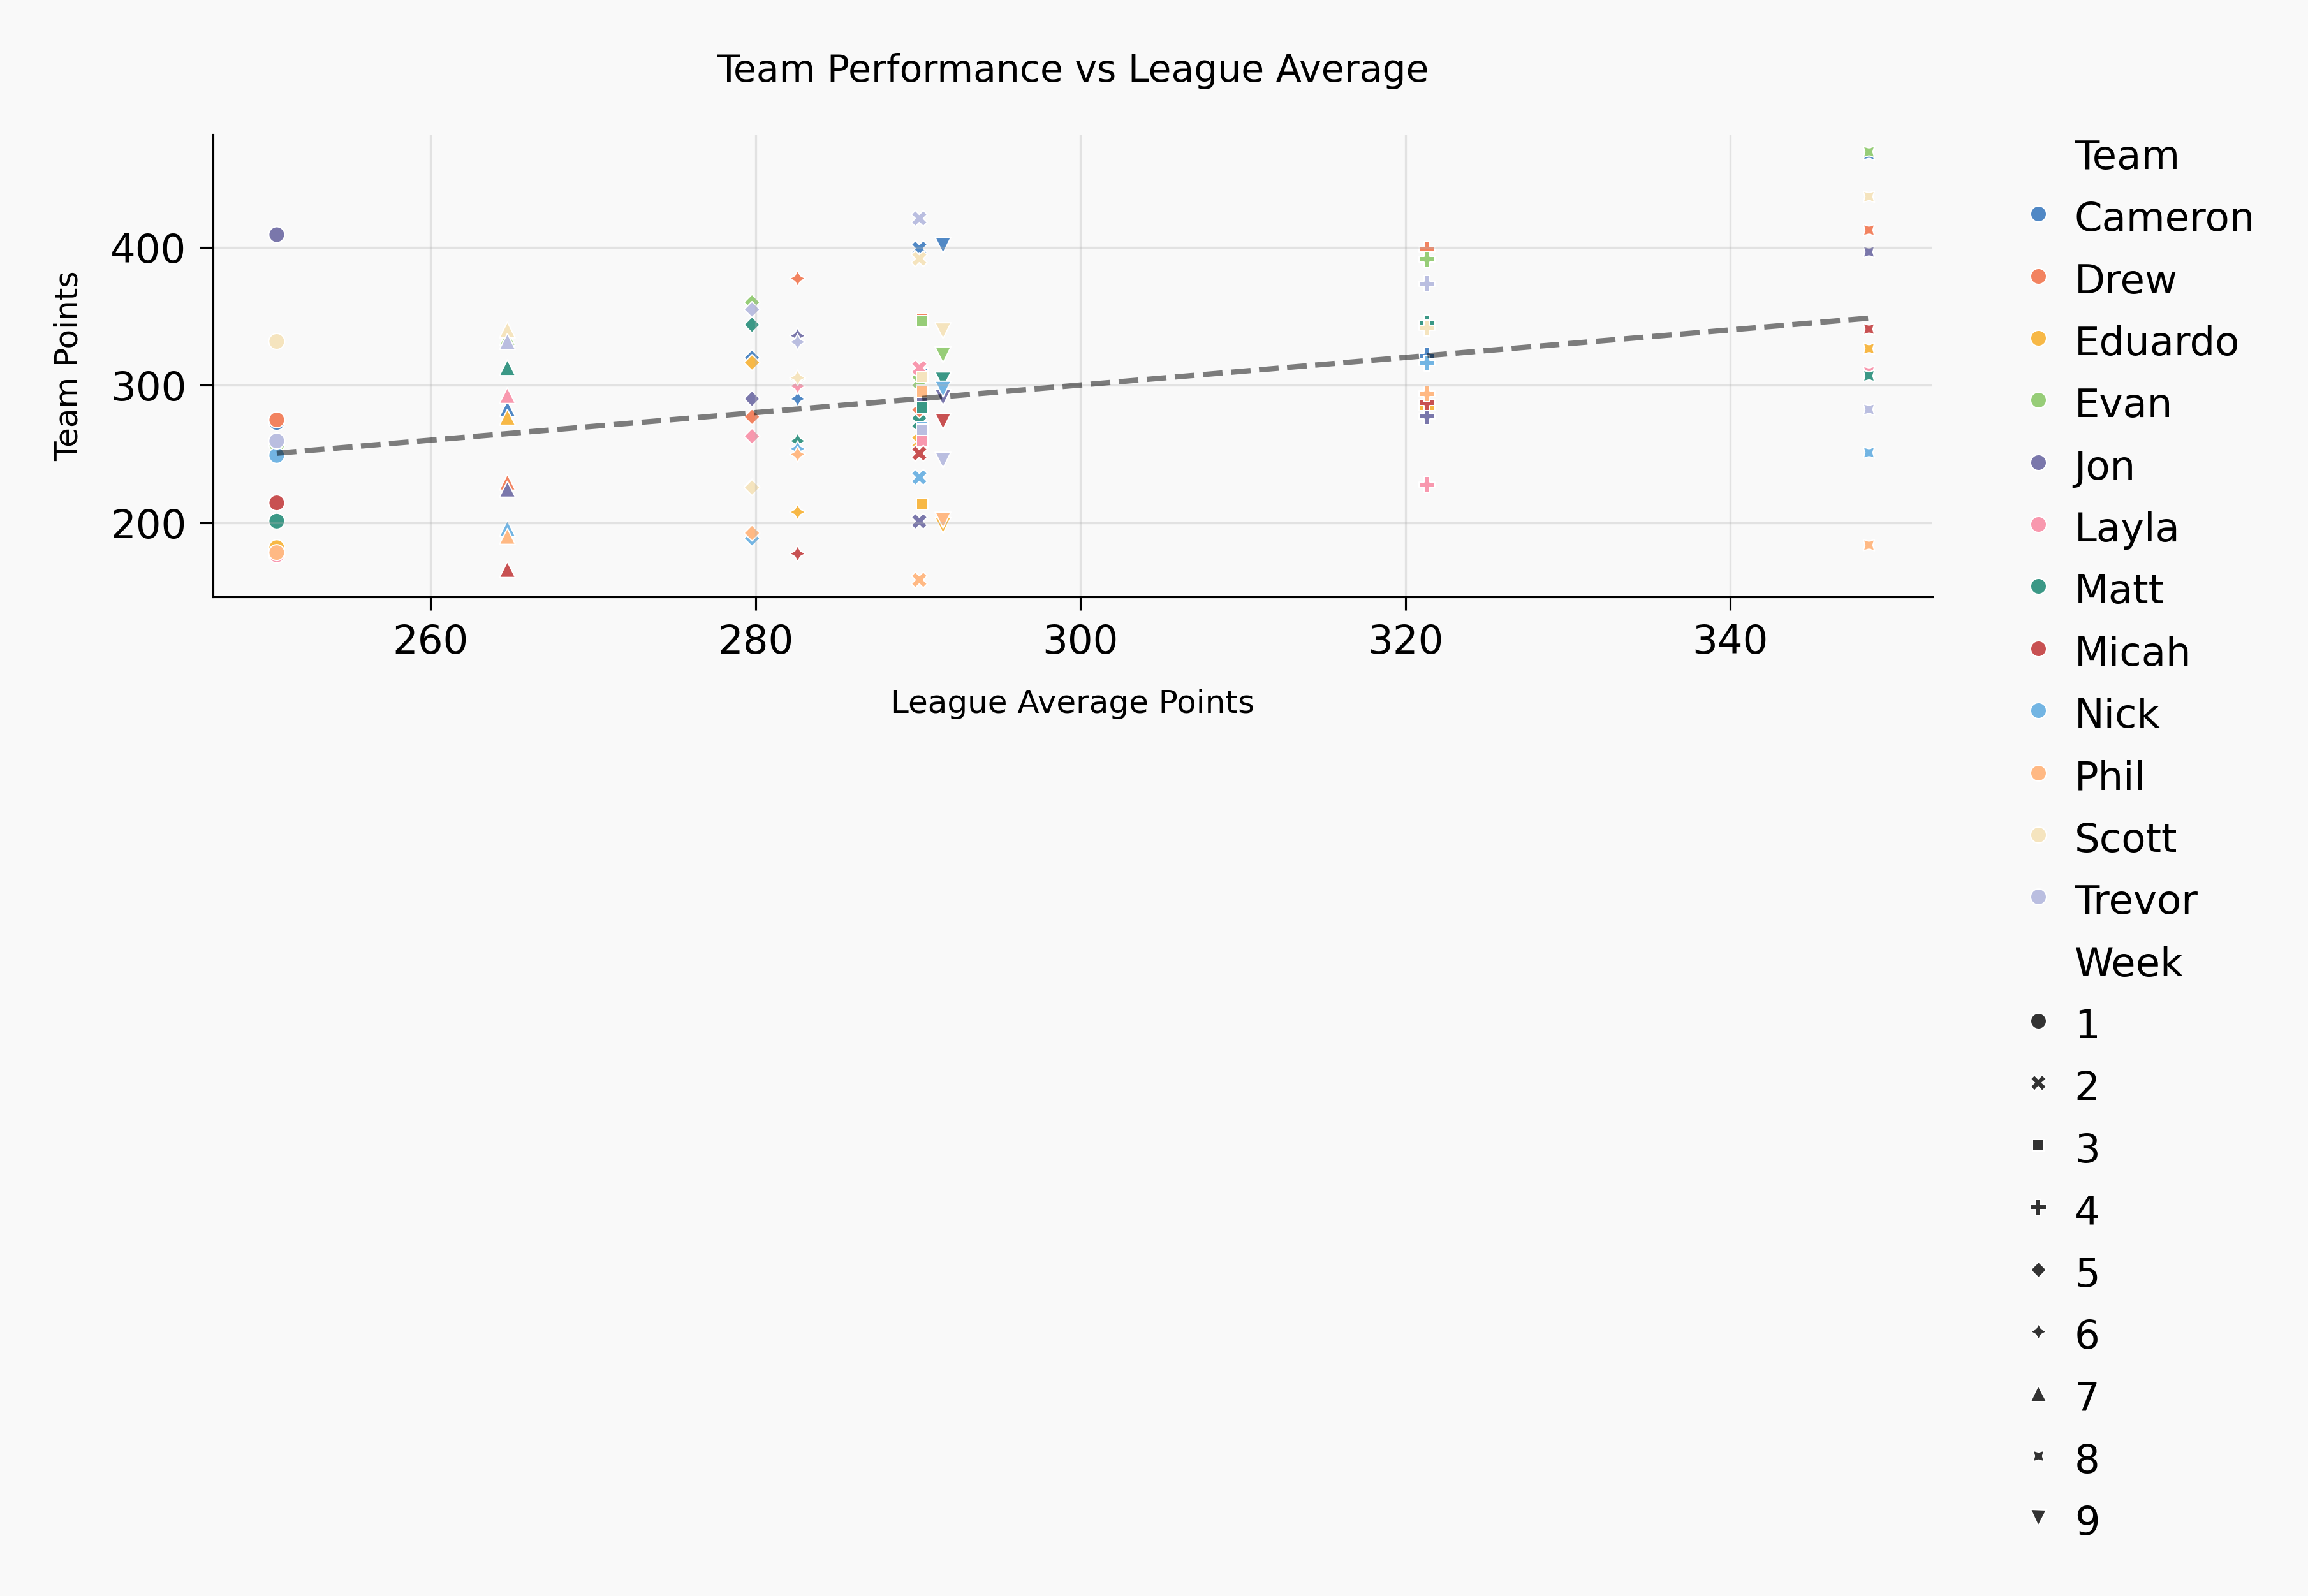 Team Performance vs League Average
Team Points
400
300
200
260
280
300
320
340
League Average Points
Team
Cameron
Drew
Eduardo
Evan
Jon
Layla
Matt
Micah
Nick
Phil
Scott
Trevor
Week
1
2
3
4
5
6
7
8
9